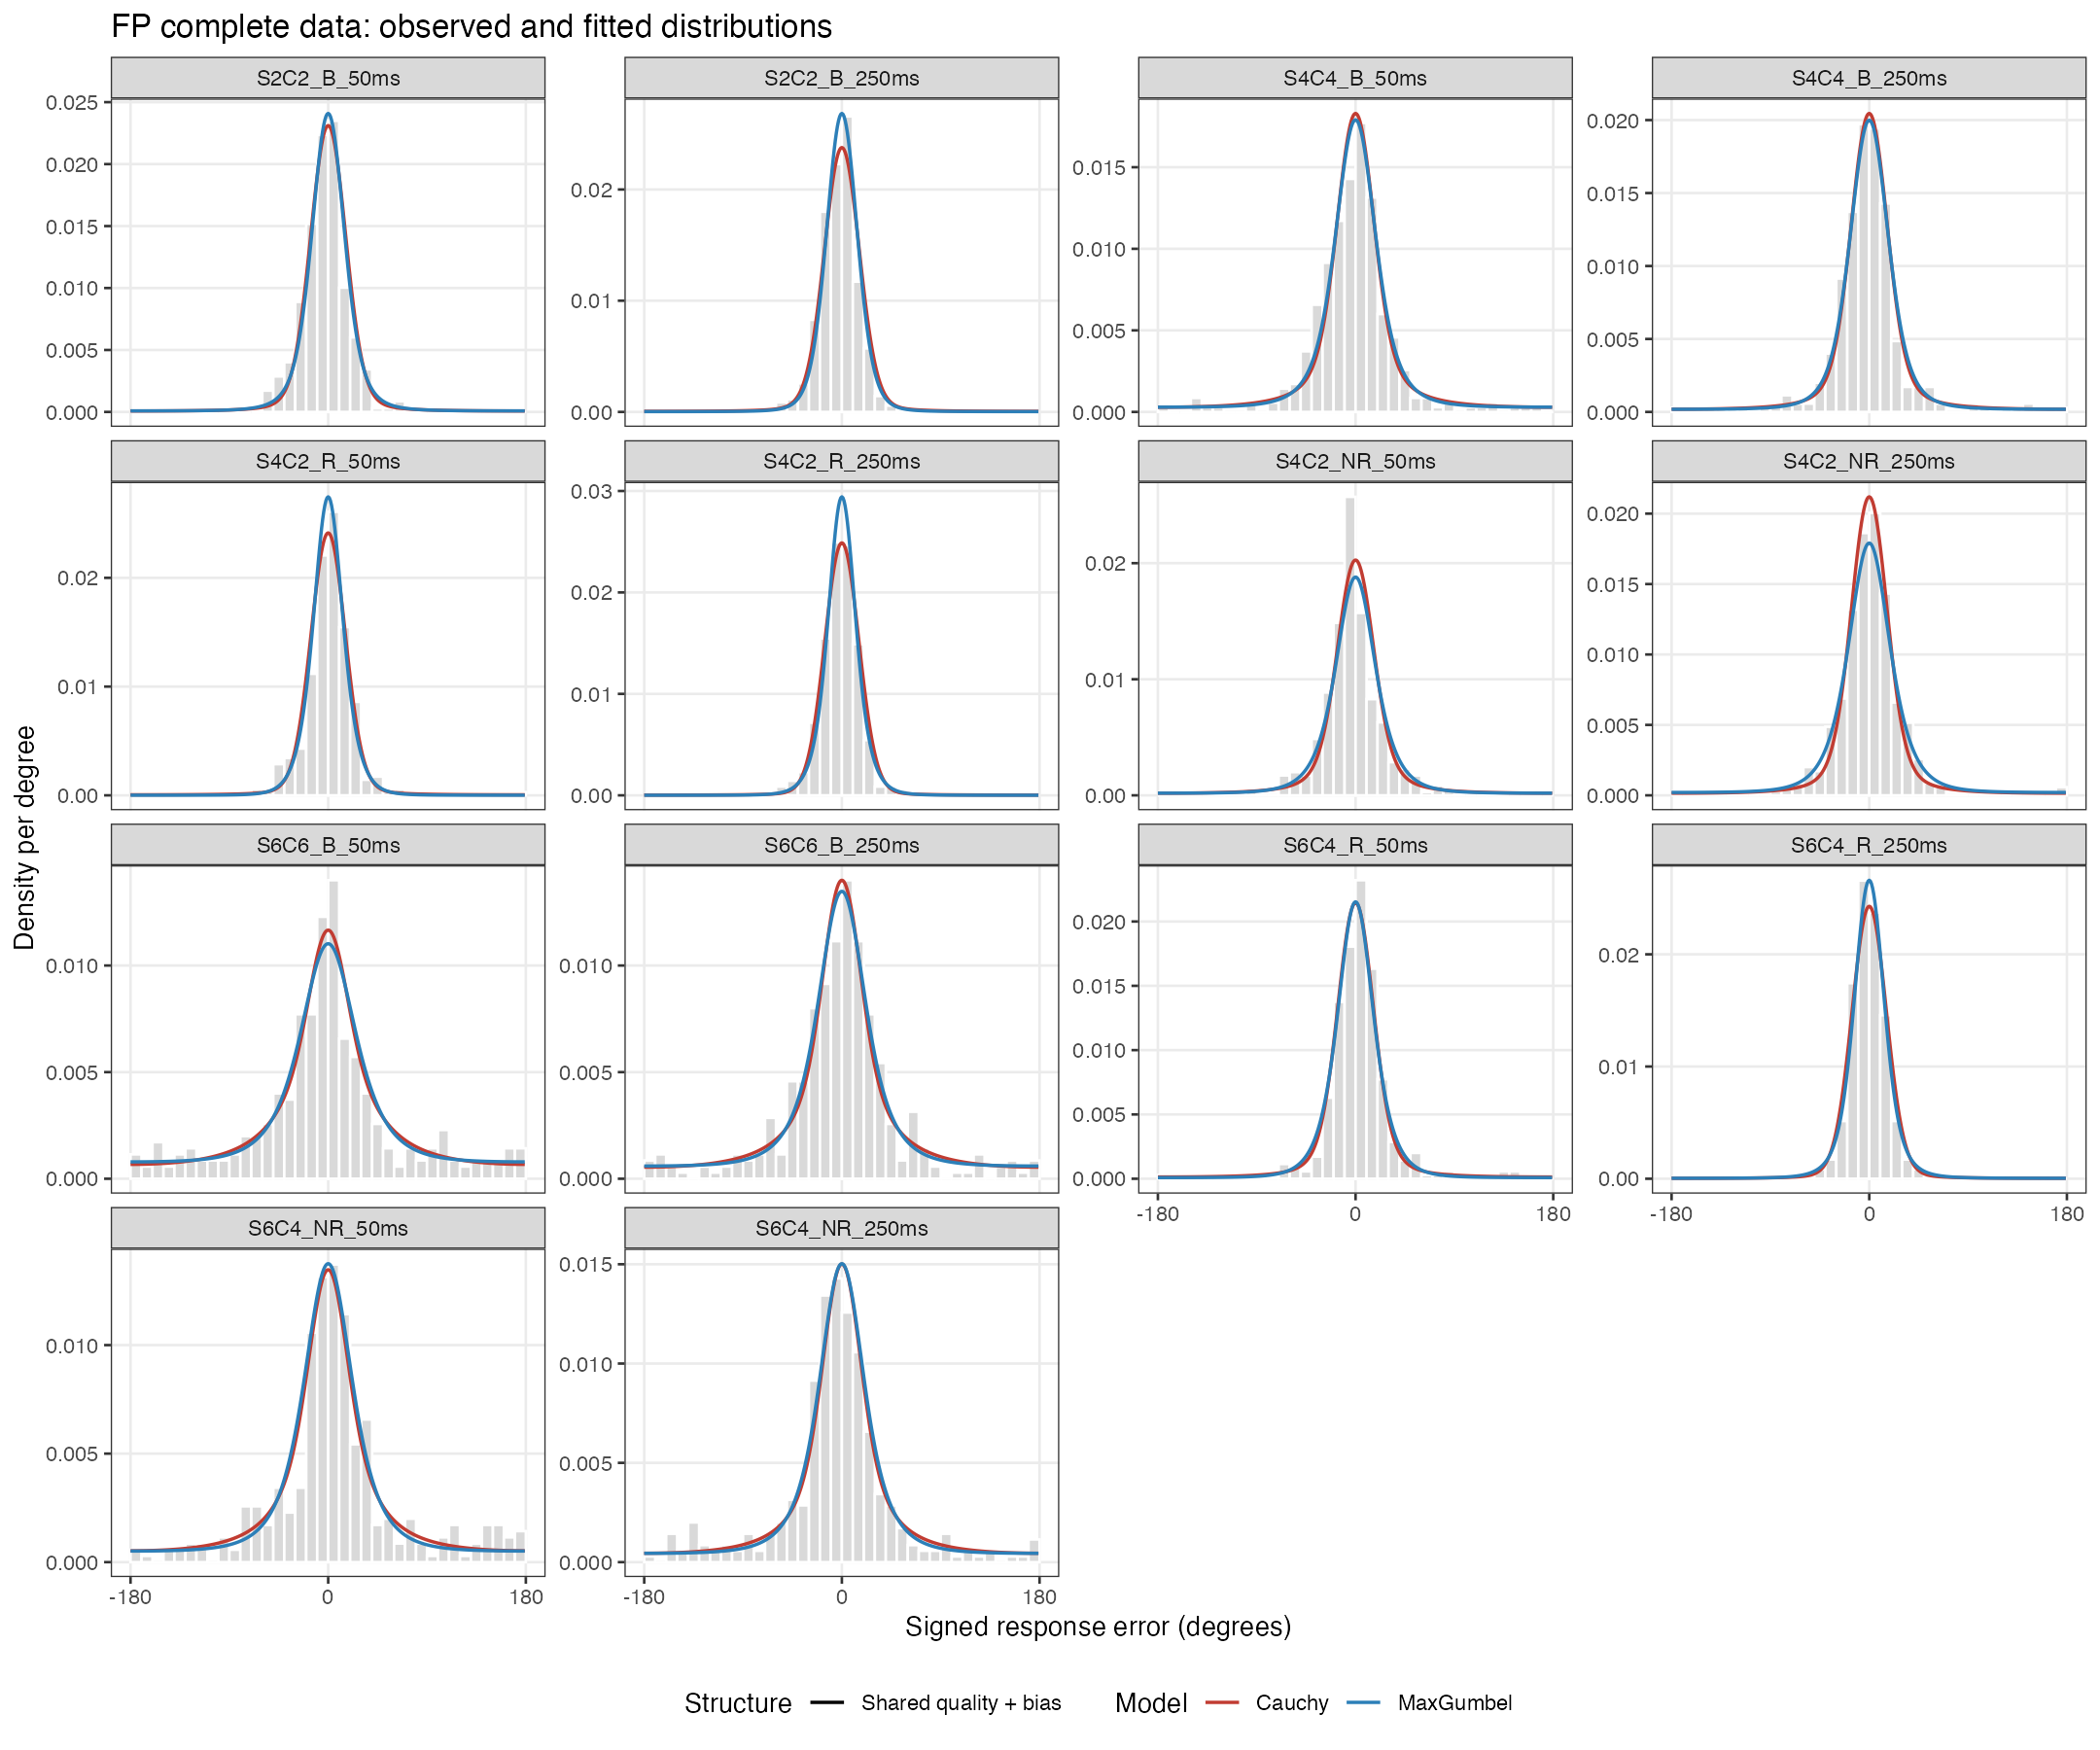 FP complete data: observed and fitted distributions
S2C2_B_50ms
S2C2_B_250ms
S4C4_B_50ms
S4C4_B_250ms
0.025
0.020
0.015
0.010
0.005
0.000
0.02
0.01
0.00
0.015
0.010
0.005
0.000
0.020
0.015
0.010
0.005
0.000
S4C2_R_50ms
S4C2_R_250ms
S4C2_NR_50ms
S4C2_NR_250ms
0.02
0.01
0.00
0.03
0.02
0.01
0.00
0.02
0.01
0.00
0.020
0.015
0.010
0.005
0.000
Density per degree
S6C6_B_50ms
S6C6_B_250ms
S6C4_R_50ms
S6C4_R_250ms
0.010
0.005
0.000
0.010
0.005
0.000
0.020
0.015
0.010
0.005
0.000
0.02
0.01
0.00
-180 0 180
-180 0 180
S6C4_NR_50ms
S6C4_NR_250ms
0.010
0.005
0.000
0.015
0.010
0.005
0.000
-180 0 180
-180 0 180
Signed response error (degrees)
Structure Shared quality + bias Model Cauchy MaxGumbel